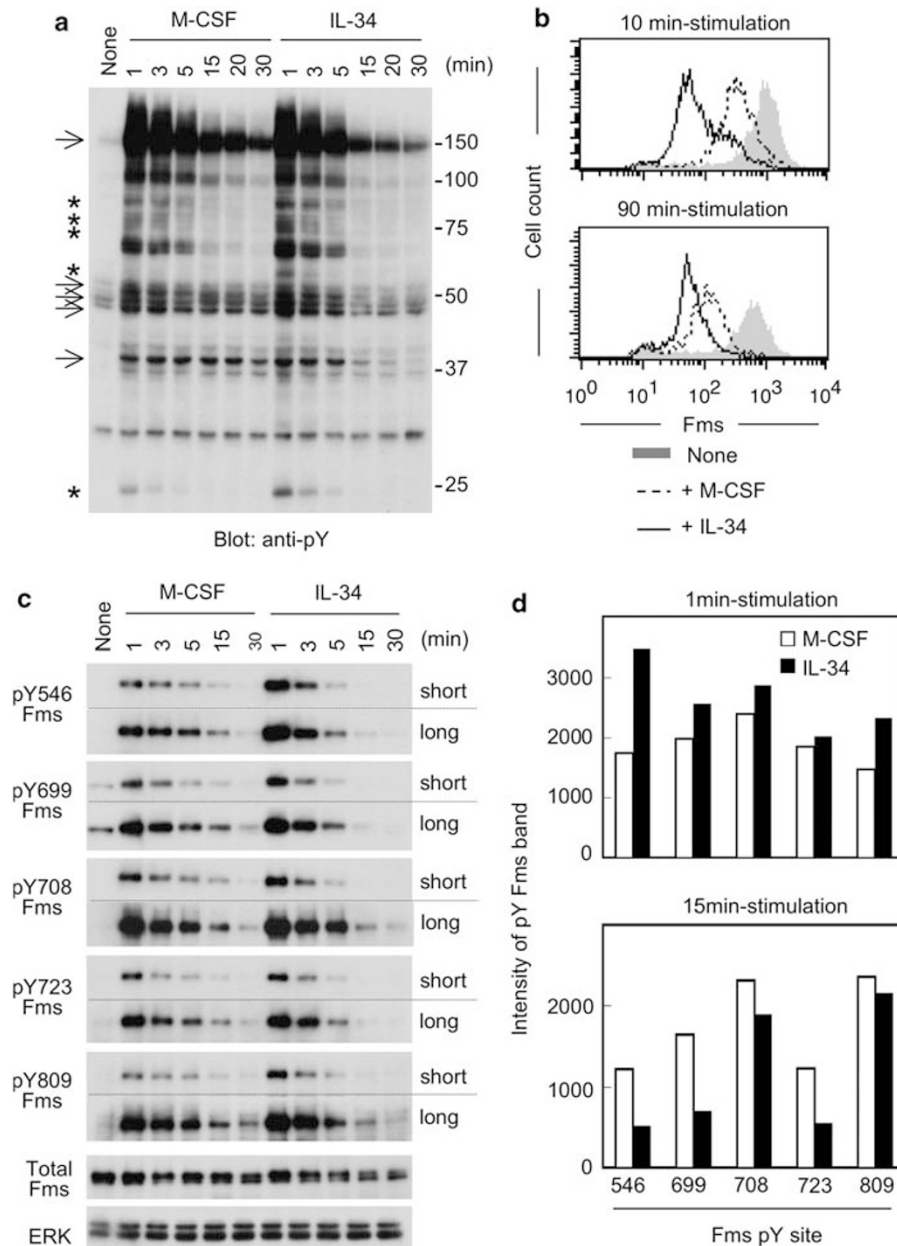 a
M-CSF IL-34
None 1 3 5 15 20 30 1 3 5 15 20 30 (min)
-150
-100
* -75
*
*
*
-50
-37
* -25
Blot: anti-pY
b
10 min-stimulation
90 min-stimulation
Cell count
10^0 10^1 10^2 10^3 10^4
Fms
None
+ M-CSF
+ IL-34
c
M-CSF IL-34
None 1 3 5 15 30 1 3 5 15 30 (min)
pY546 Fms short
long
pY699 Fms short
long
pY708 Fms short
long
pY723 Fms short
long
pY809 Fms short
long
Total Fms
ERK
d
1min-stimulation
M-CSF
IL-34
3000
2000
1000
0
15min-stimulation
2000
1000
0
Intensity of pY Fms band
546 699 708 723 809
Fms pY site